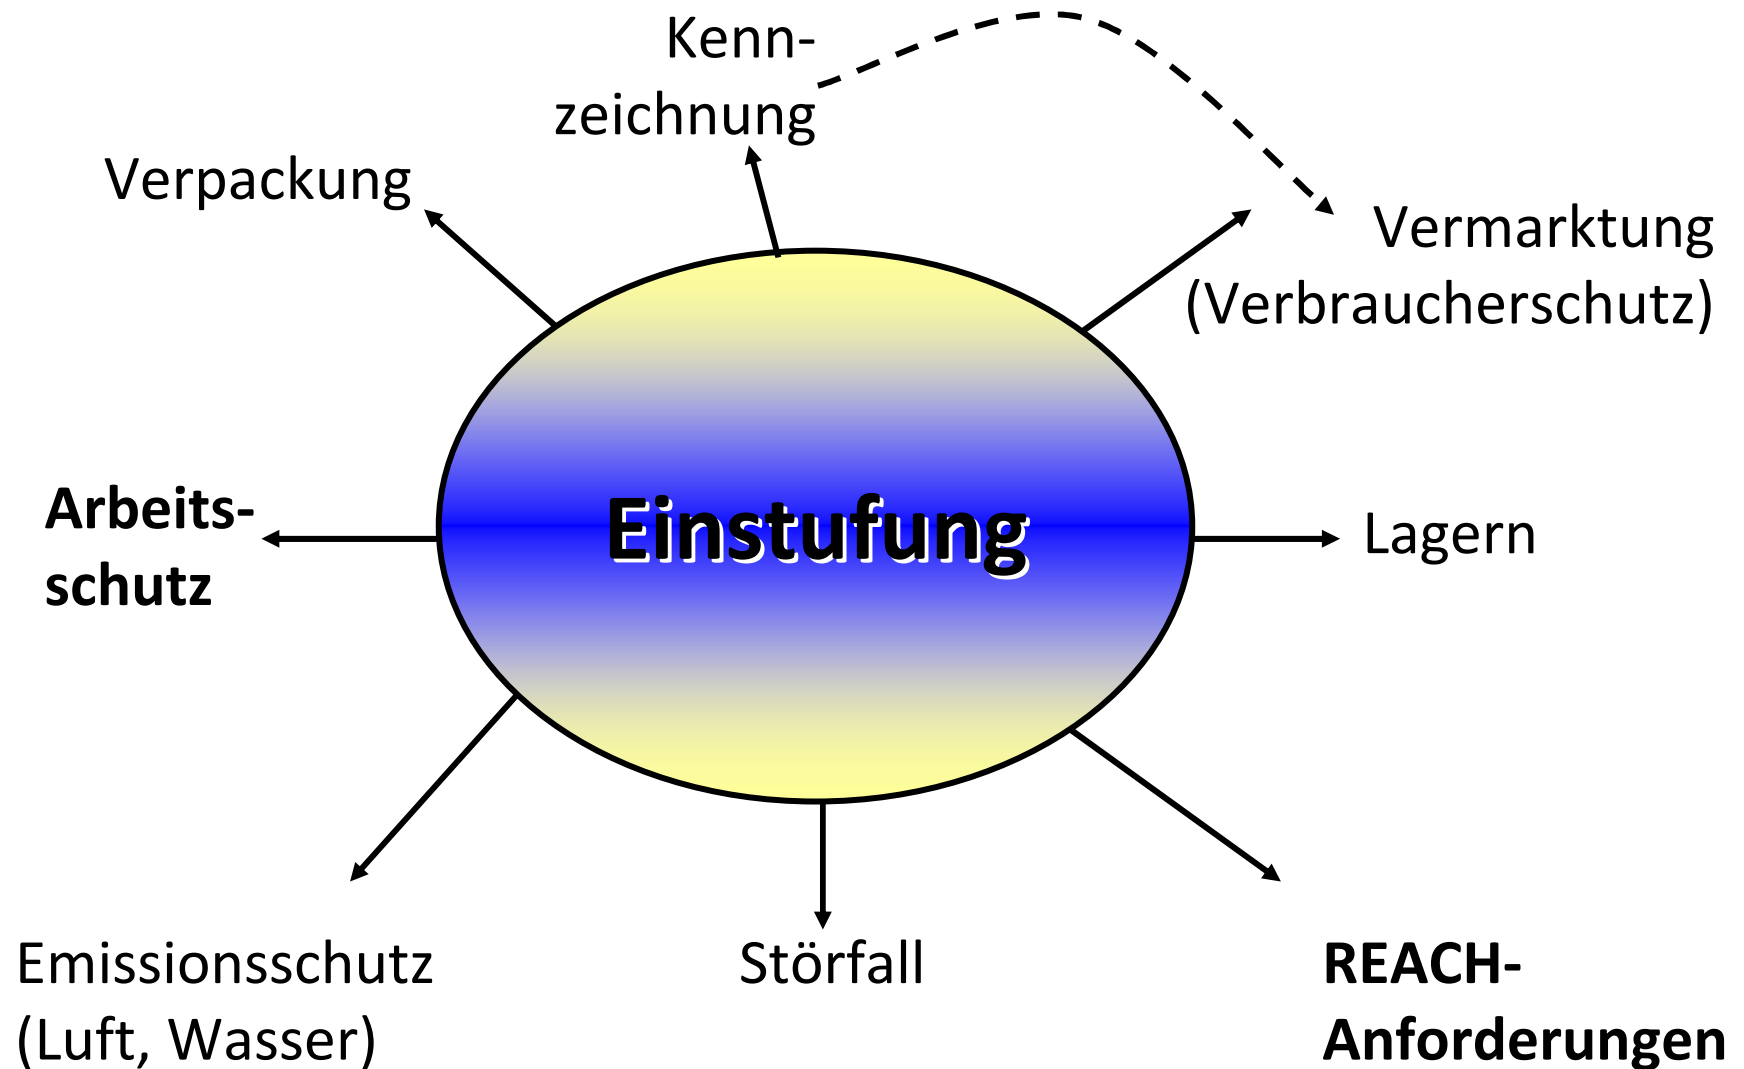 Kenn-
zeichnung
Verpackung
Vermarktung
(Verbraucherschutz)
Arbeits-
schutz
Einstufung
Lagern
Emissionsschutz
(Luft, Wasser)
Störfall
REACH-
Anforderungen